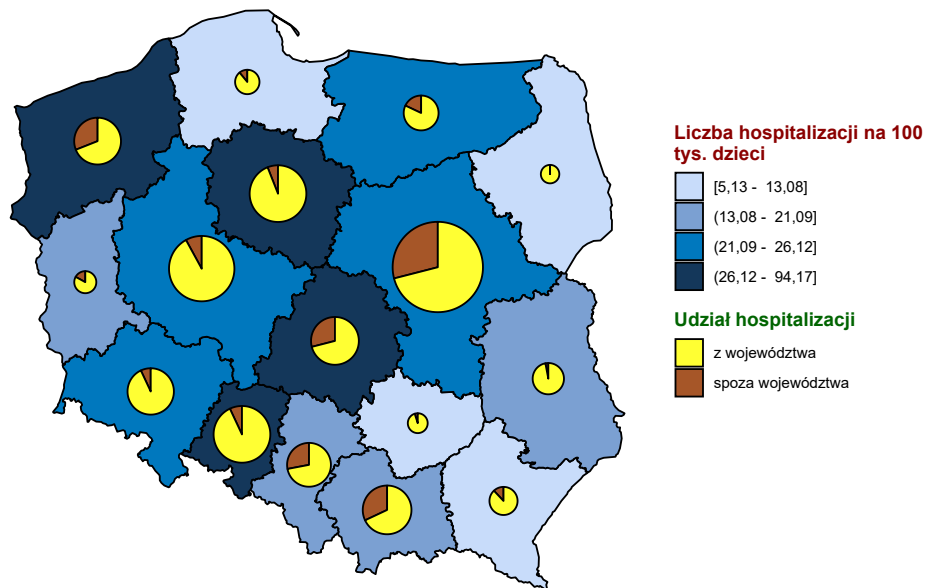 Liczba hospitalizacji na 100
tys. dzieci
[5,13 - 13,08]
(13,08 - 21,09]
(21,09 - 26,12]
(26,12 - 94,17]
Udział hospitalizacji
z województwa
spoza województwa